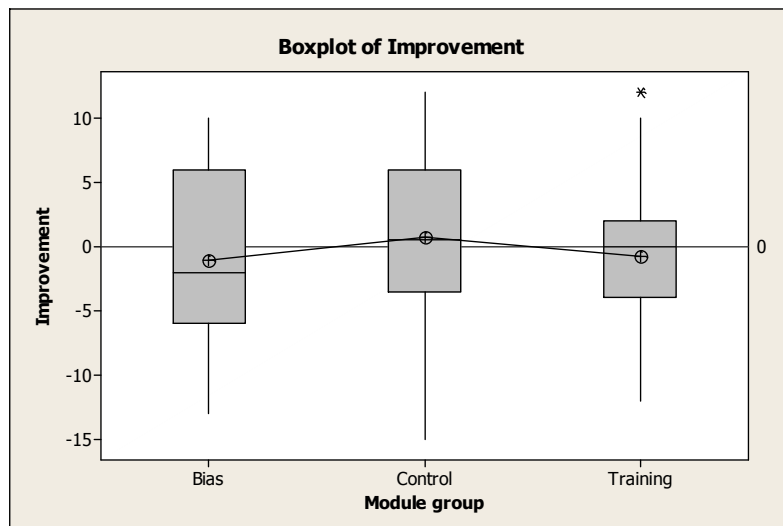 Boxplot of Improvement
Improvement
10
5
0
-5
-10
-15
0
Bias Control Training
Module group